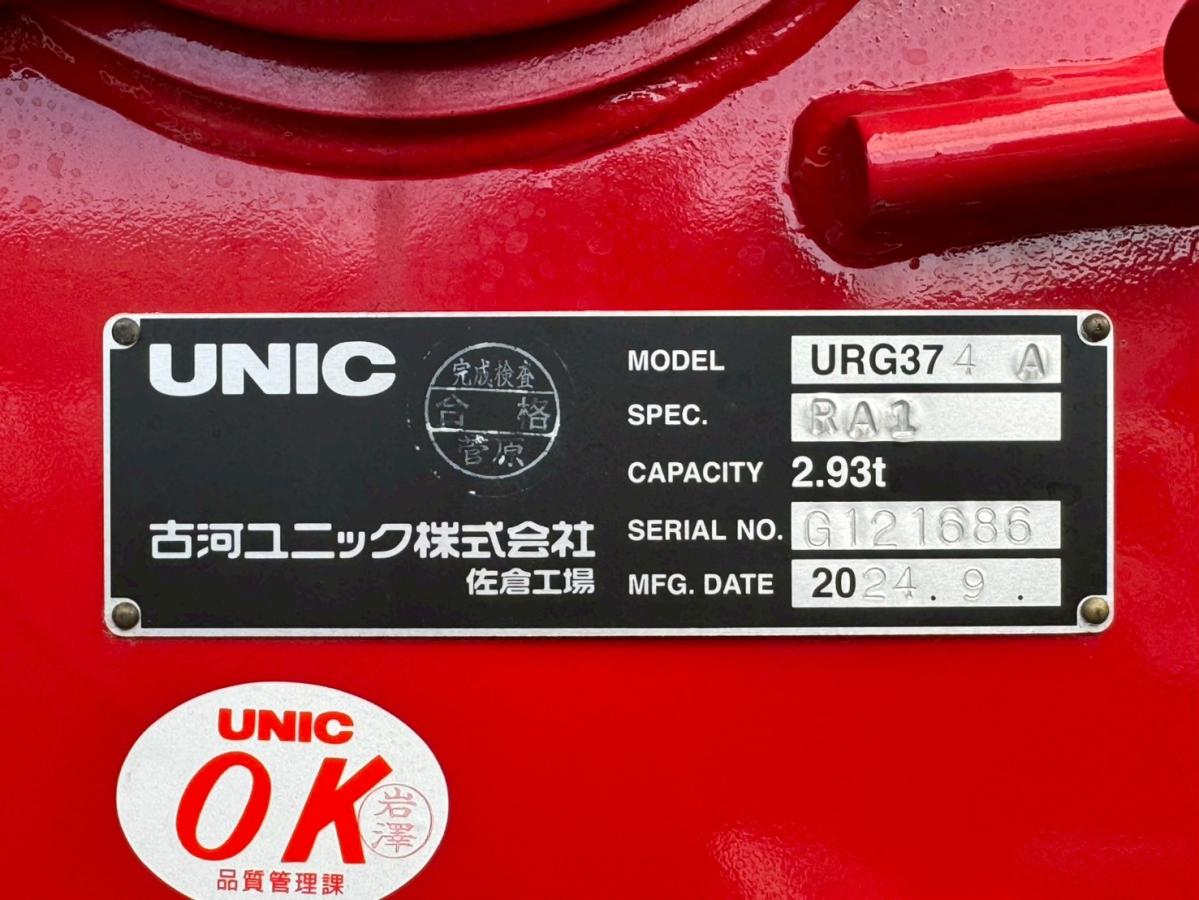 UNIC
完成検査
合格
菅原
古河ユニック株式会社
佐倉工場
MODEL URG374 A
SPEC. RA1
CAPACITY 2.93t
SERIAL NO. G121686
MFG. DATE 2024.9.
UNIC
OK
岩澤
品質管理課